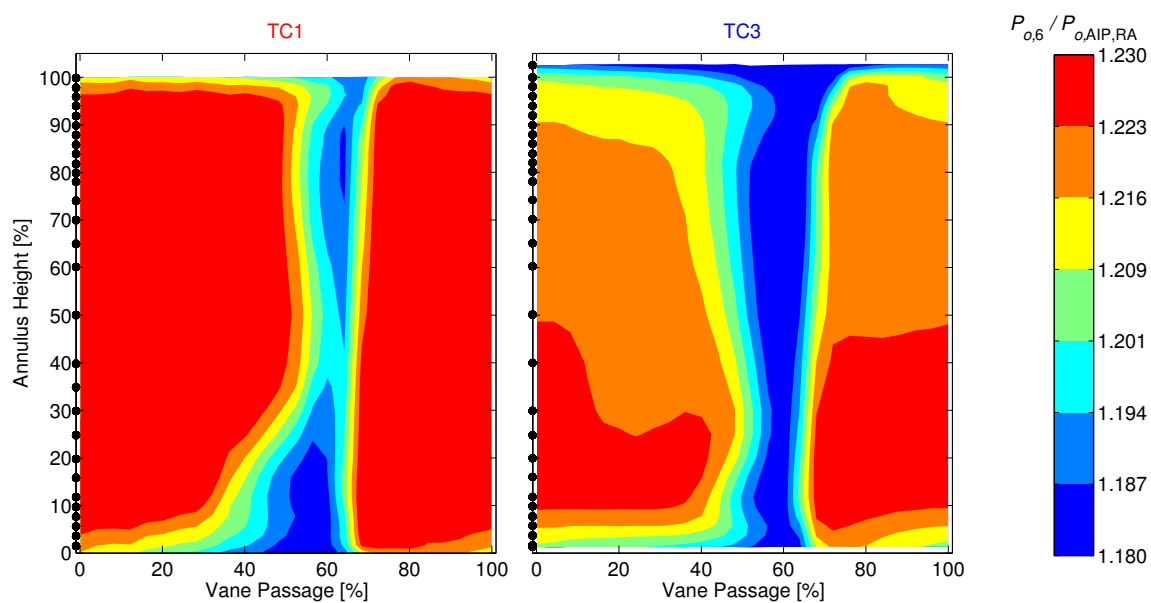 TC1
TC3
P_o,6 / P_o,AIP,RA
Annulus Height [%]
100
90
80
70
60
50
40
30
20
10
0
0 20 40 60 80 100
Vane Passage [%]
0 20 40 60 80 100
Vane Passage [%]
1.230
1.223
1.216
1.209
1.201
1.194
1.187
1.180